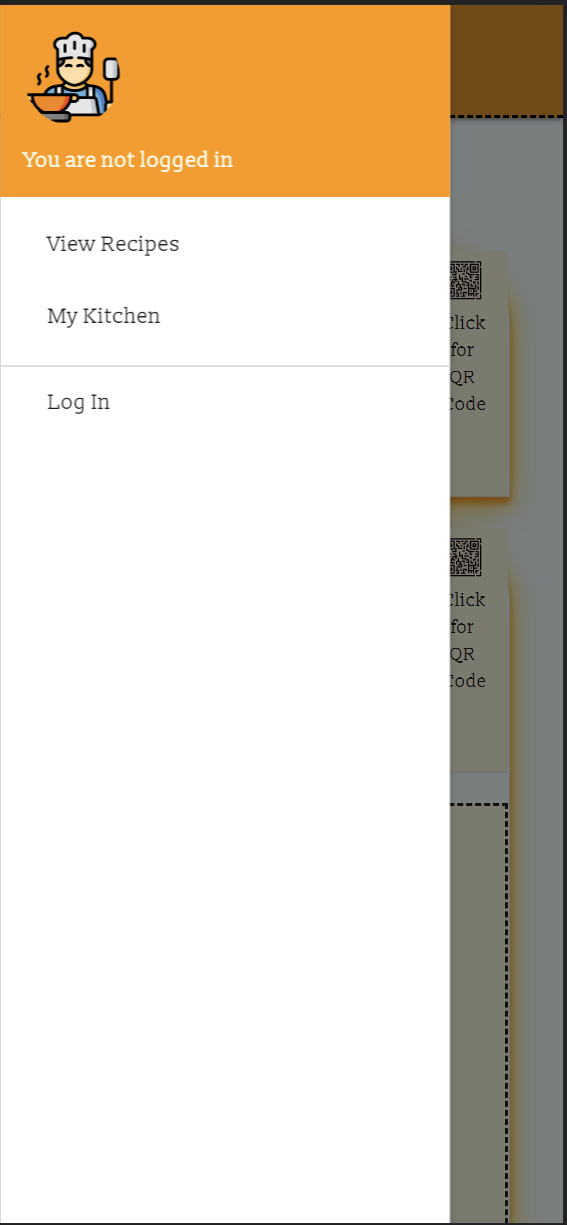 You are not logged in
View Recipes
My Kitchen
Log In
Click
for
QR
Code
Click
for
QR
Code